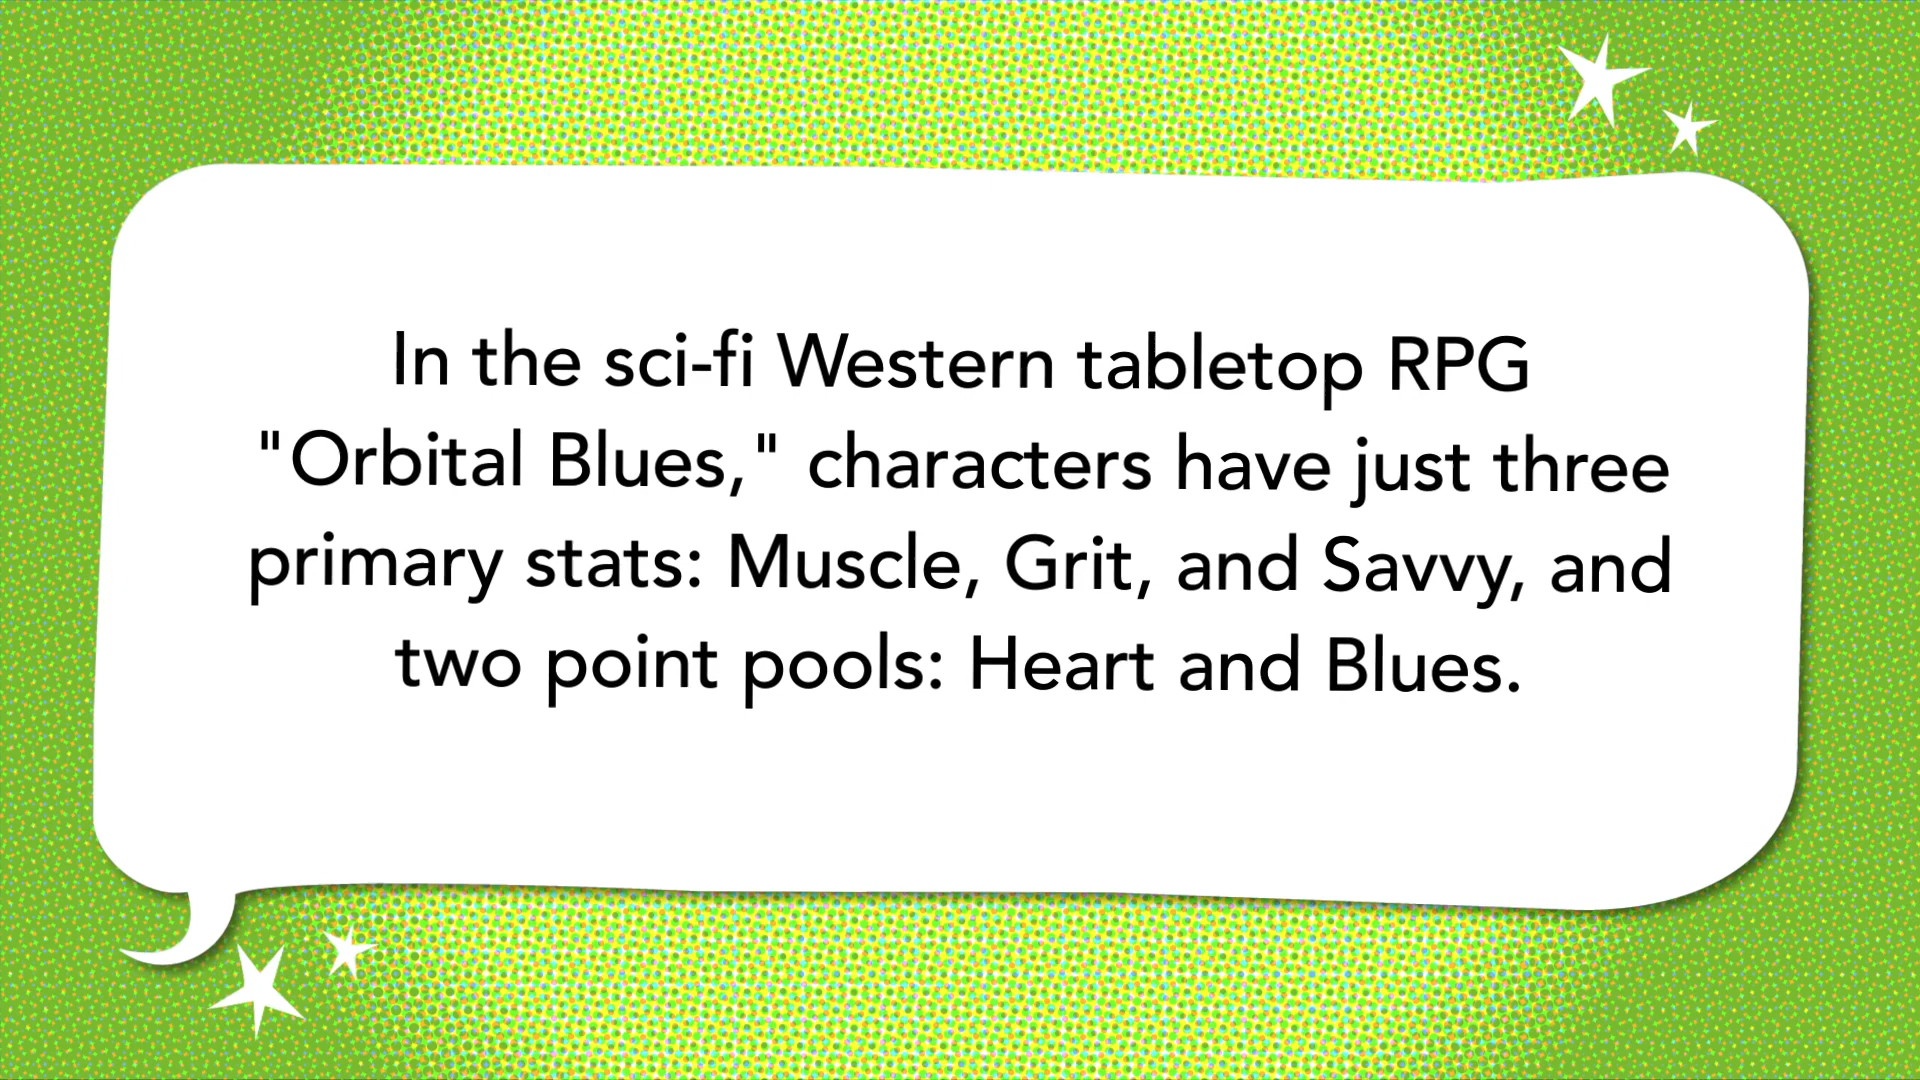 In the sci-fi Western tabletop RPG
"Orbital Blues," characters have just three
primary stats: Muscle, Grit, and Savvy, and
two point pools: Heart and Blues.